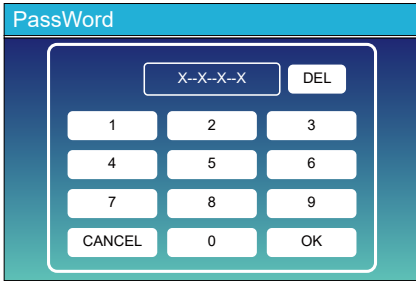 PassWord
X--X--X--X DEL
1 2 3
4 5 6
7 8 9
CANCEL 0 OK